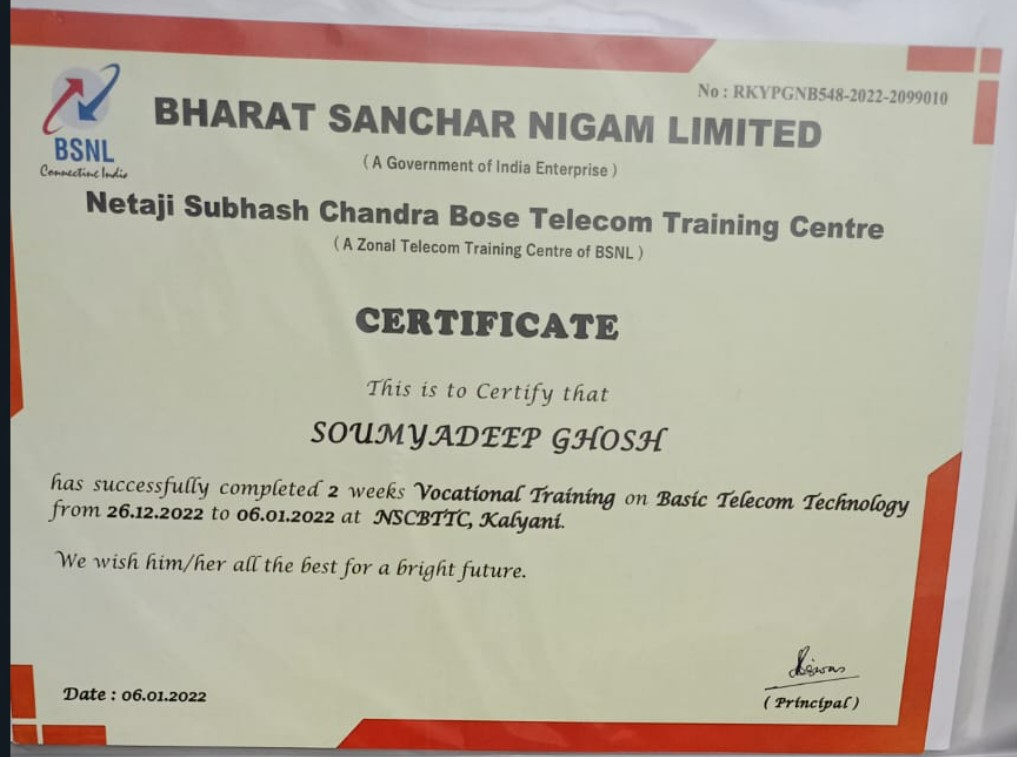 No : RKYPGNB548-2022-2099010
BHARAT SANCHAR NIGAM LIMITED
BSNL
Connecting India
( A Government of India Enterprise )
Netaji Subhash Chandra Bose Telecom Training Centre
( A Zonal Telecom Training Centre of BSNL )
CERTIFICATE
This is to Certify that
SOUMYADEEP GHOSH
has successfully completed 2 weeks Vocational Training on Basic Telecom Technology
from 26.12.2022 to 06.01.2022 at NSCBTTC, Kalyani.
We wish him/her all the best for a bright future.
Biswas
Date : 06.01.2022
( Principal )